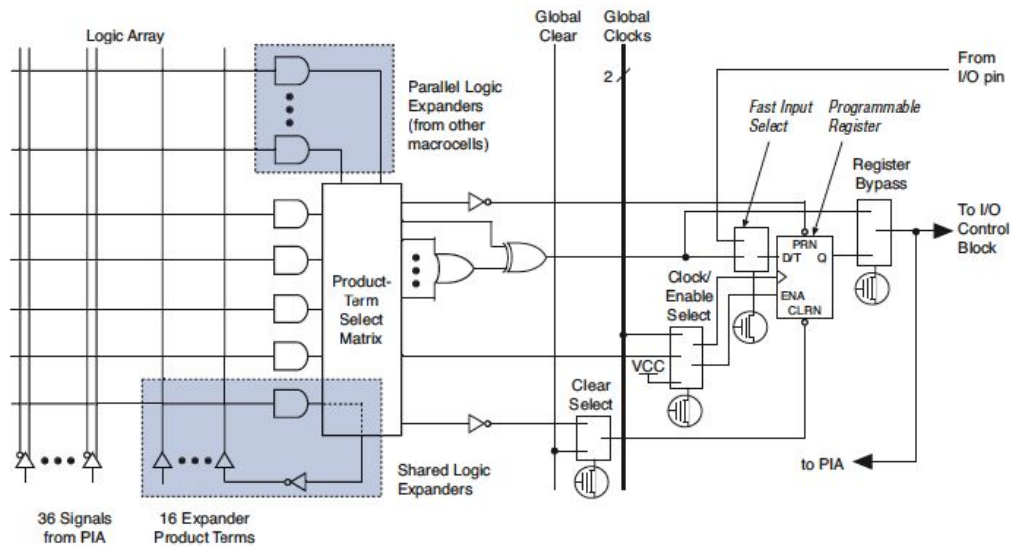 Logic Array
Global
Clear
Global
Clocks
2
From
I/O pin
Parallel Logic
Expanders
(from other
macrocells)
Fast Input
Select
Programmable
Register
Register
Bypass
To I/O
Control
Block
PRN
D/T Q
ENA
CLRN
Product-
Term
Select
Matrix
Clock/
Enable
Select
VCC
Clear
Select
Shared Logic
Expanders
to PIA
36 Signals
from PIA
16 Expander
Product Terms